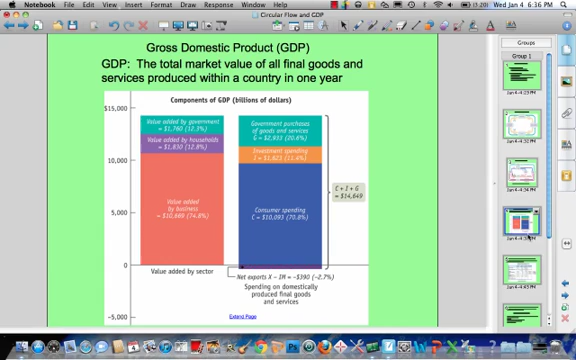 Notebook File Edit View Insert Format Draw Response Window Help
(1:20) Wed Jan 4 6:36 PM
Circular Flow and GDP
Groups
Group 1
Gross Domestic Product (GDP)
GDP: The total market value of all final goods and
services produced within a country in one year
Components of GDP (billions of dollars)
$15,000
10,000
5,000
0
−5,000
Value added by government
= $1,760 (12.3%)
Value added by households
= $1,830 (12.8%)
Value added
by business
= $10,669 (74.8%)
Value added by sector
Government purchases
of goods and services
G = $2,933 (20.6%)
Investment spending
I = $1,623 (11.4%)
Consumer spending
C = $10,093 (70.8%)
C + I + G
= $14,649
Net exports X − IM = −$390 (−2.7%)
Spending on domestically
produced final goods
and services
Extend Page